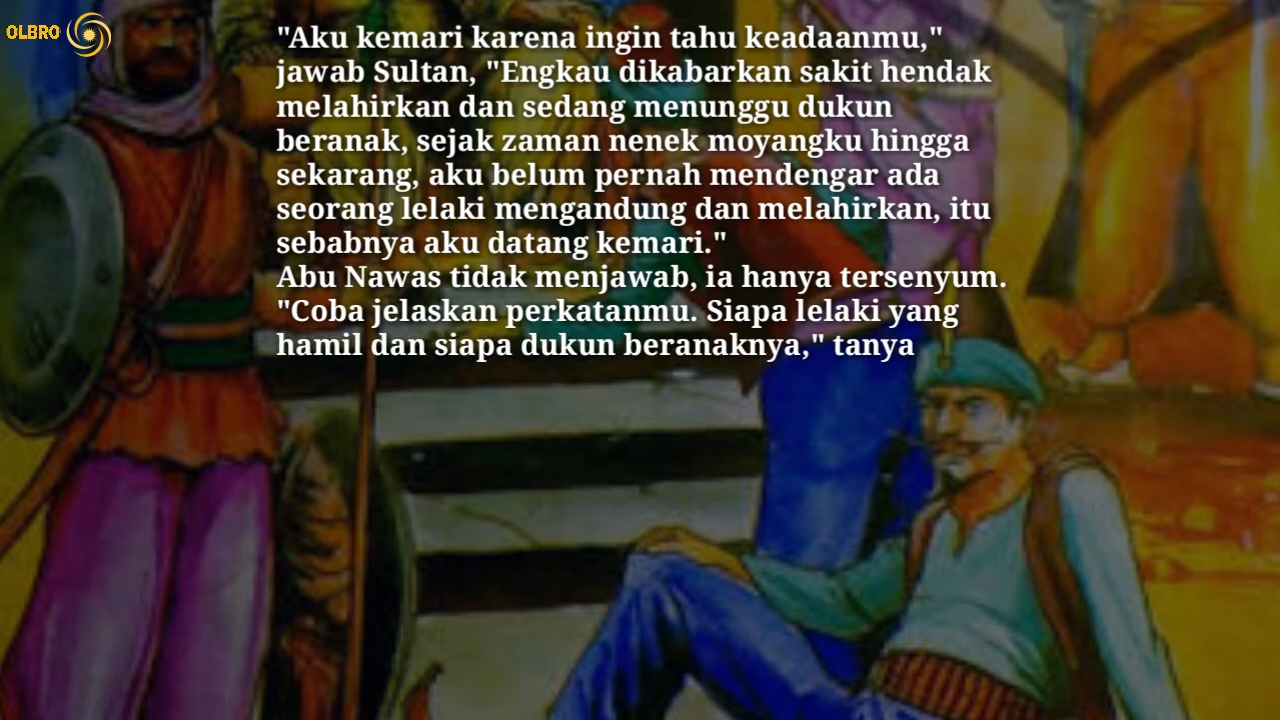 OLBRO
"Aku kemari karena ingin tahu keadaanmu,"
jawab Sultan, "Engkau dikabarkan sakit hendak
melahirkan dan sedang menunggu dukun
beranak, sejak zaman nenek moyangku hingga
sekarang, aku belum pernah mendengar ada
seorang lelaki mengandung dan melahirkan, itu
sebabnya aku datang kemari."
Abu Nawas tidak menjawab, ia hanya tersenyum.
"Coba jelaskan perkatanmu. Siapa lelaki yang
hamil dan siapa dukun beranaknya," tanya